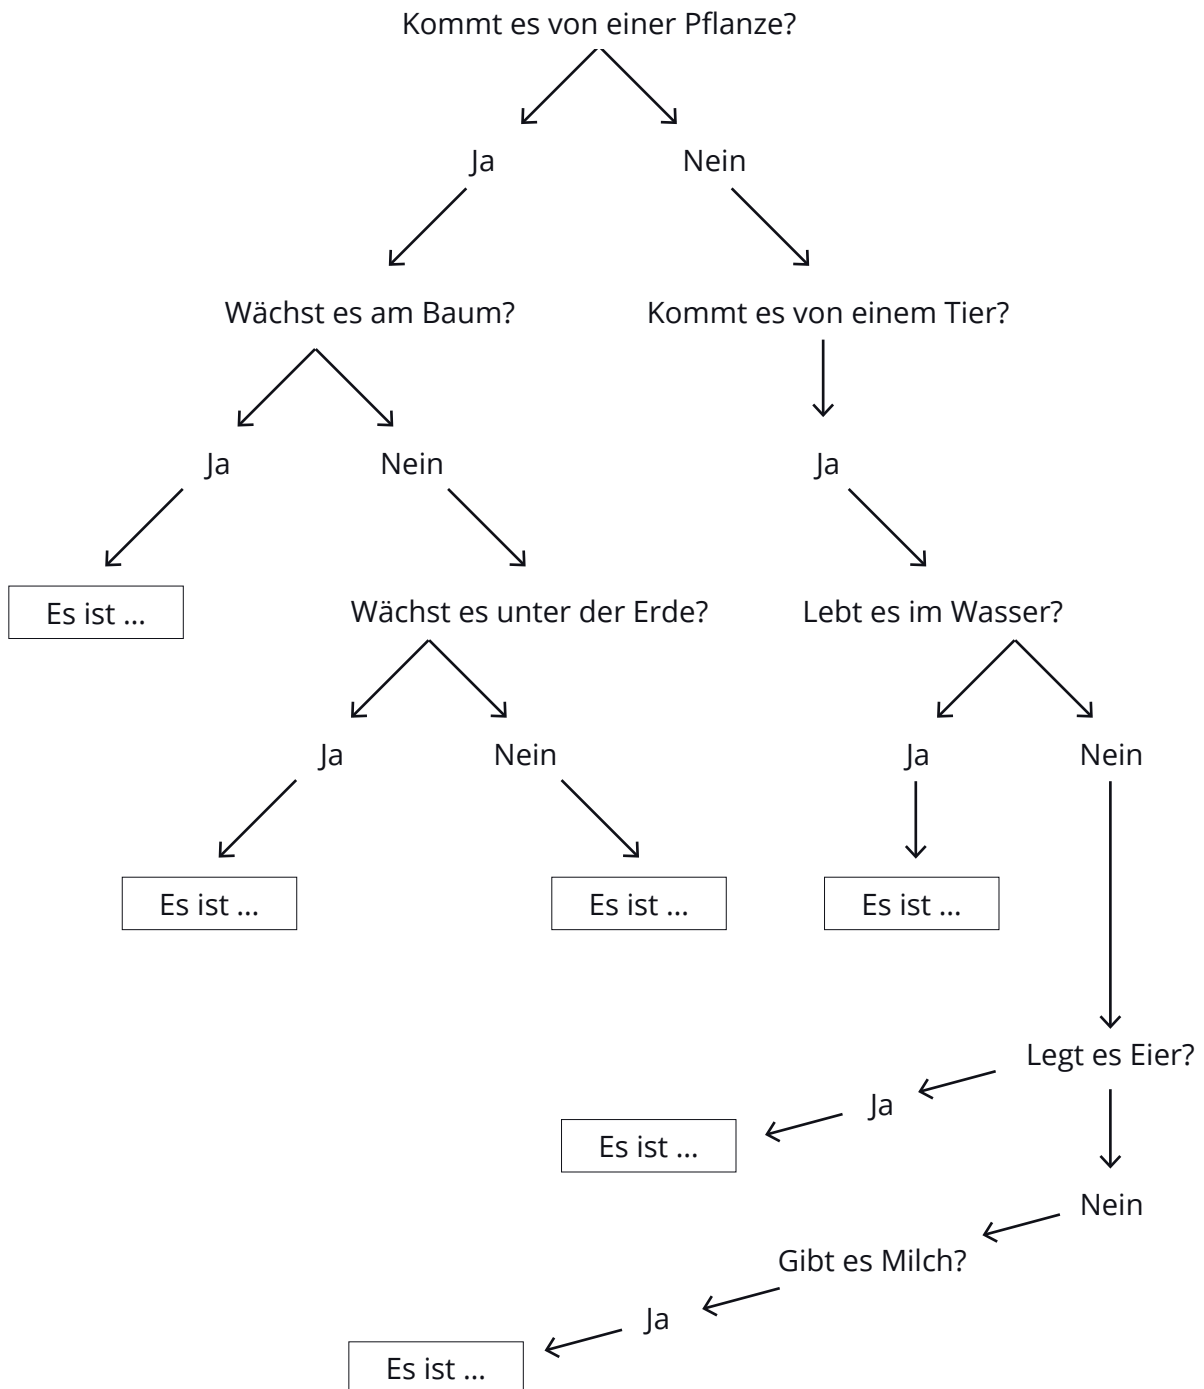 Kommt es von einer Pflanze?
Ja
Nein
Wächst es am Baum?
Kommt es von einem Tier?
Ja
Nein
Ja
Es ist ...
Wächst es unter der Erde?
Lebt es im Wasser?
Ja
Nein
Ja
Nein
Es ist ...
Es ist ...
Es ist ...
Legt es Eier?
Ja
Es ist ...
Nein
Gibt es Milch?
Ja
Es ist ...